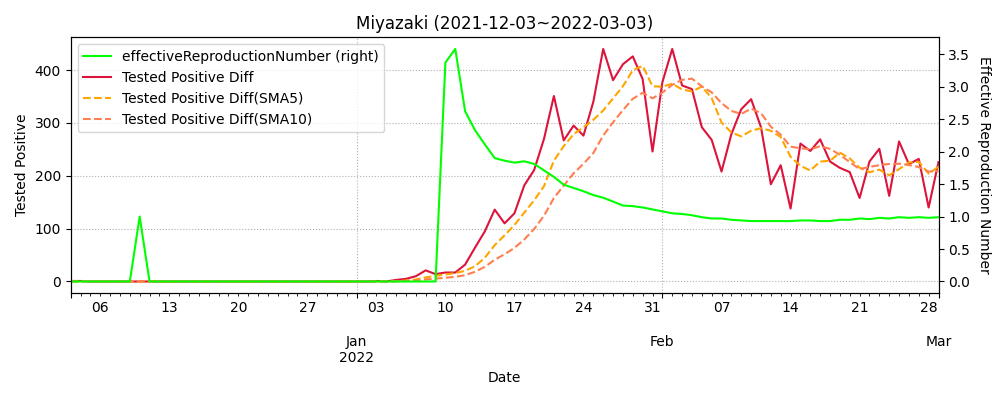 Miyazaki (2021-12-03~2022-03-03)
effectiveReproductionNumber (right)
Tested Positive Diff
Tested Positive Diff(SMA5)
Tested Positive Diff(SMA10)
Tested Positive
400
300
200
100
0
3.5
3.0
2.5
2.0
1.5
1.0
0.5
0.0
Effective Reproduction Number
06 13 20 27 03 10 17 24 31 07 14 21 28
Jan Feb Mar
2022
Date